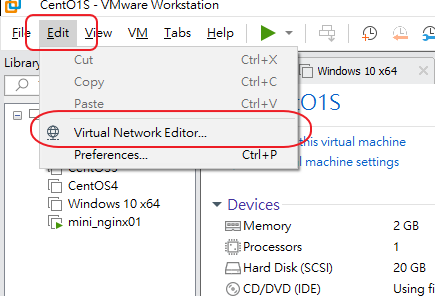 CentO1S - VMware Workstation
File Edit View VM Tabs Help
Library
Windows 10 x64
Cut Ctrl+X
Copy Ctrl+C
Paste Ctrl+V
Virtual Network Editor...
Preferences... Ctrl+P
O1S
this virtual machine
machine settings
CentOS4
Windows 10 x64
mini_nginx01
Devices
Memory 2 GB
Processors 1
Hard Disk (SCSI) 20 GB
CD/DVD (IDE) Using fi